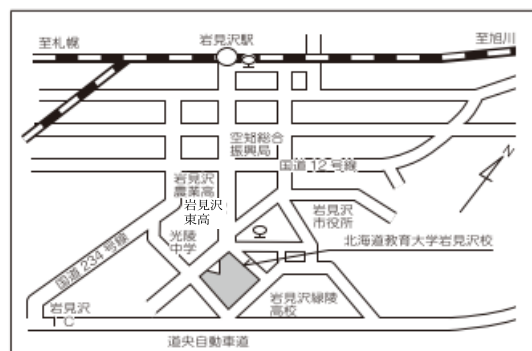 至札幌
岩見沢駅
至旭川
空知総合
振興局
国道12号線
N
岩見沢
農業高
岩見沢
東高
岩見沢
市役所
光陵
中学
北海道教育大学岩見沢校
国道234号線
岩見沢緑陵
高校
岩見沢
IC
道央自動車道